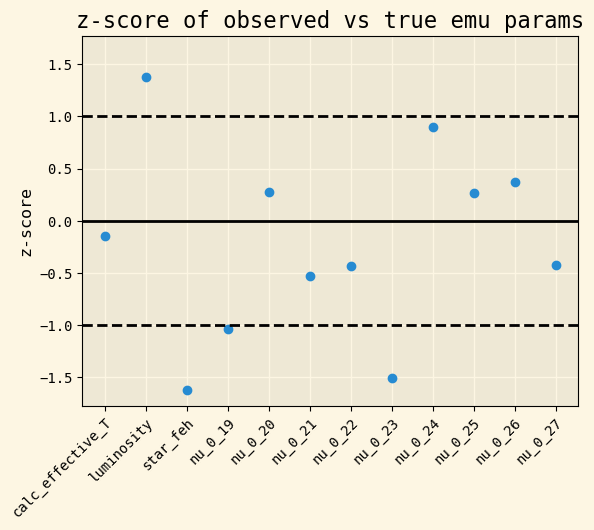 z-score of observed vs true emu params
z-score
1.5
1.0
0.5
0.0
−0.5
−1.0
−1.5
calc_effective_T
luminosity
star_feh
nu_0_19
nu_0_20
nu_0_21
nu_0_22
nu_0_23
nu_0_24
nu_0_25
nu_0_26
nu_0_27